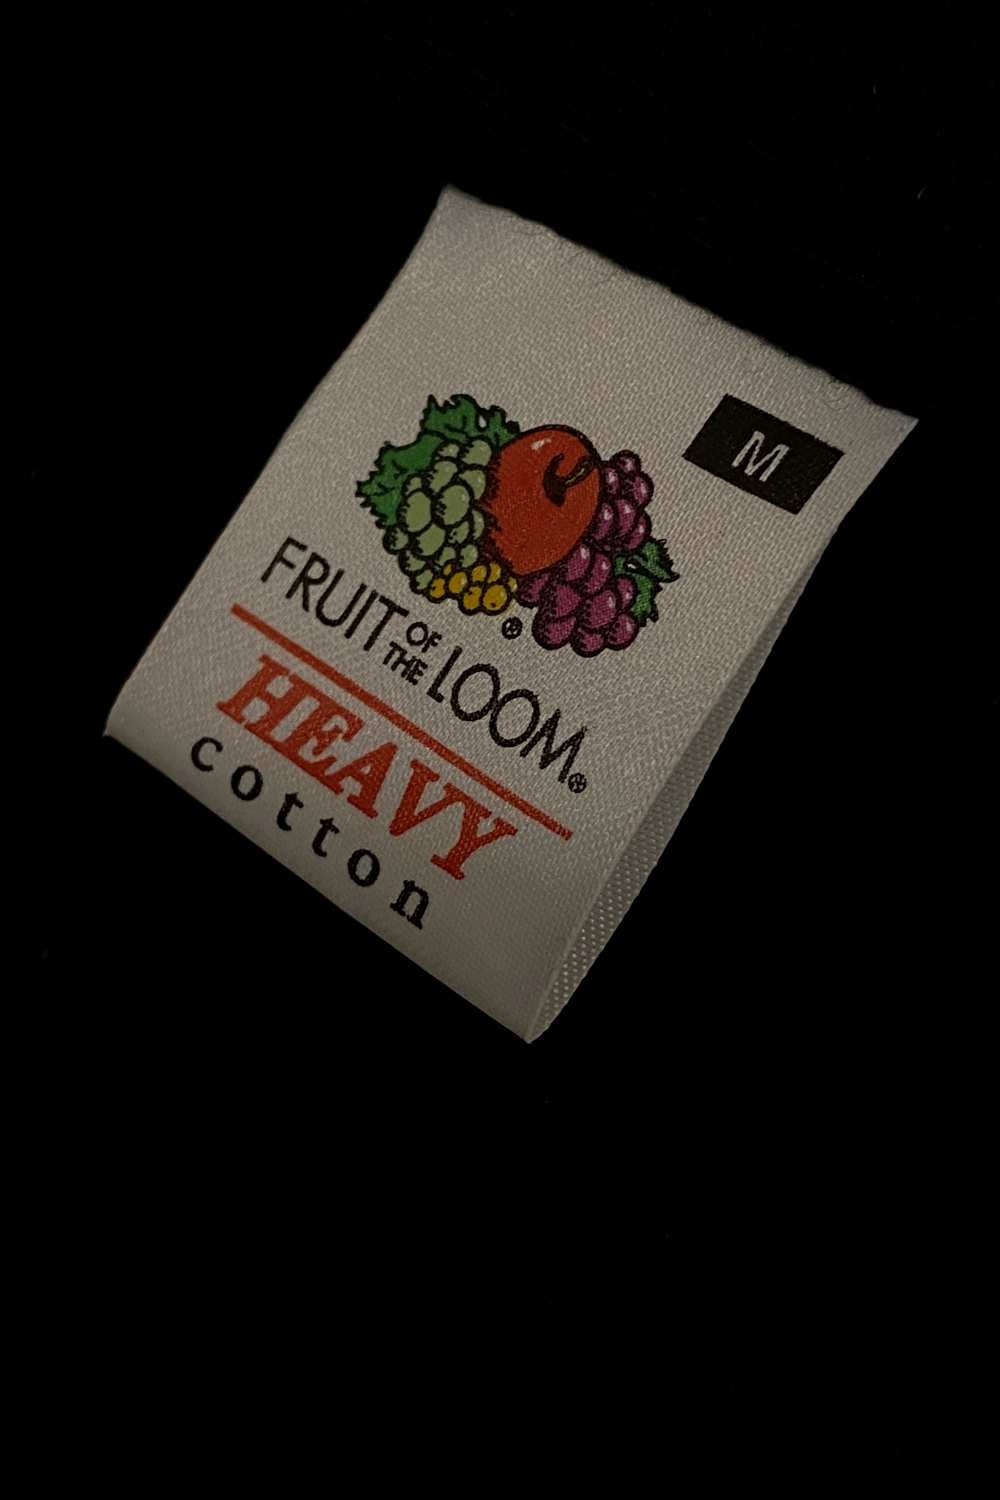 M
®
FRUIT OF THE LOOM®
HEAVY
cotton